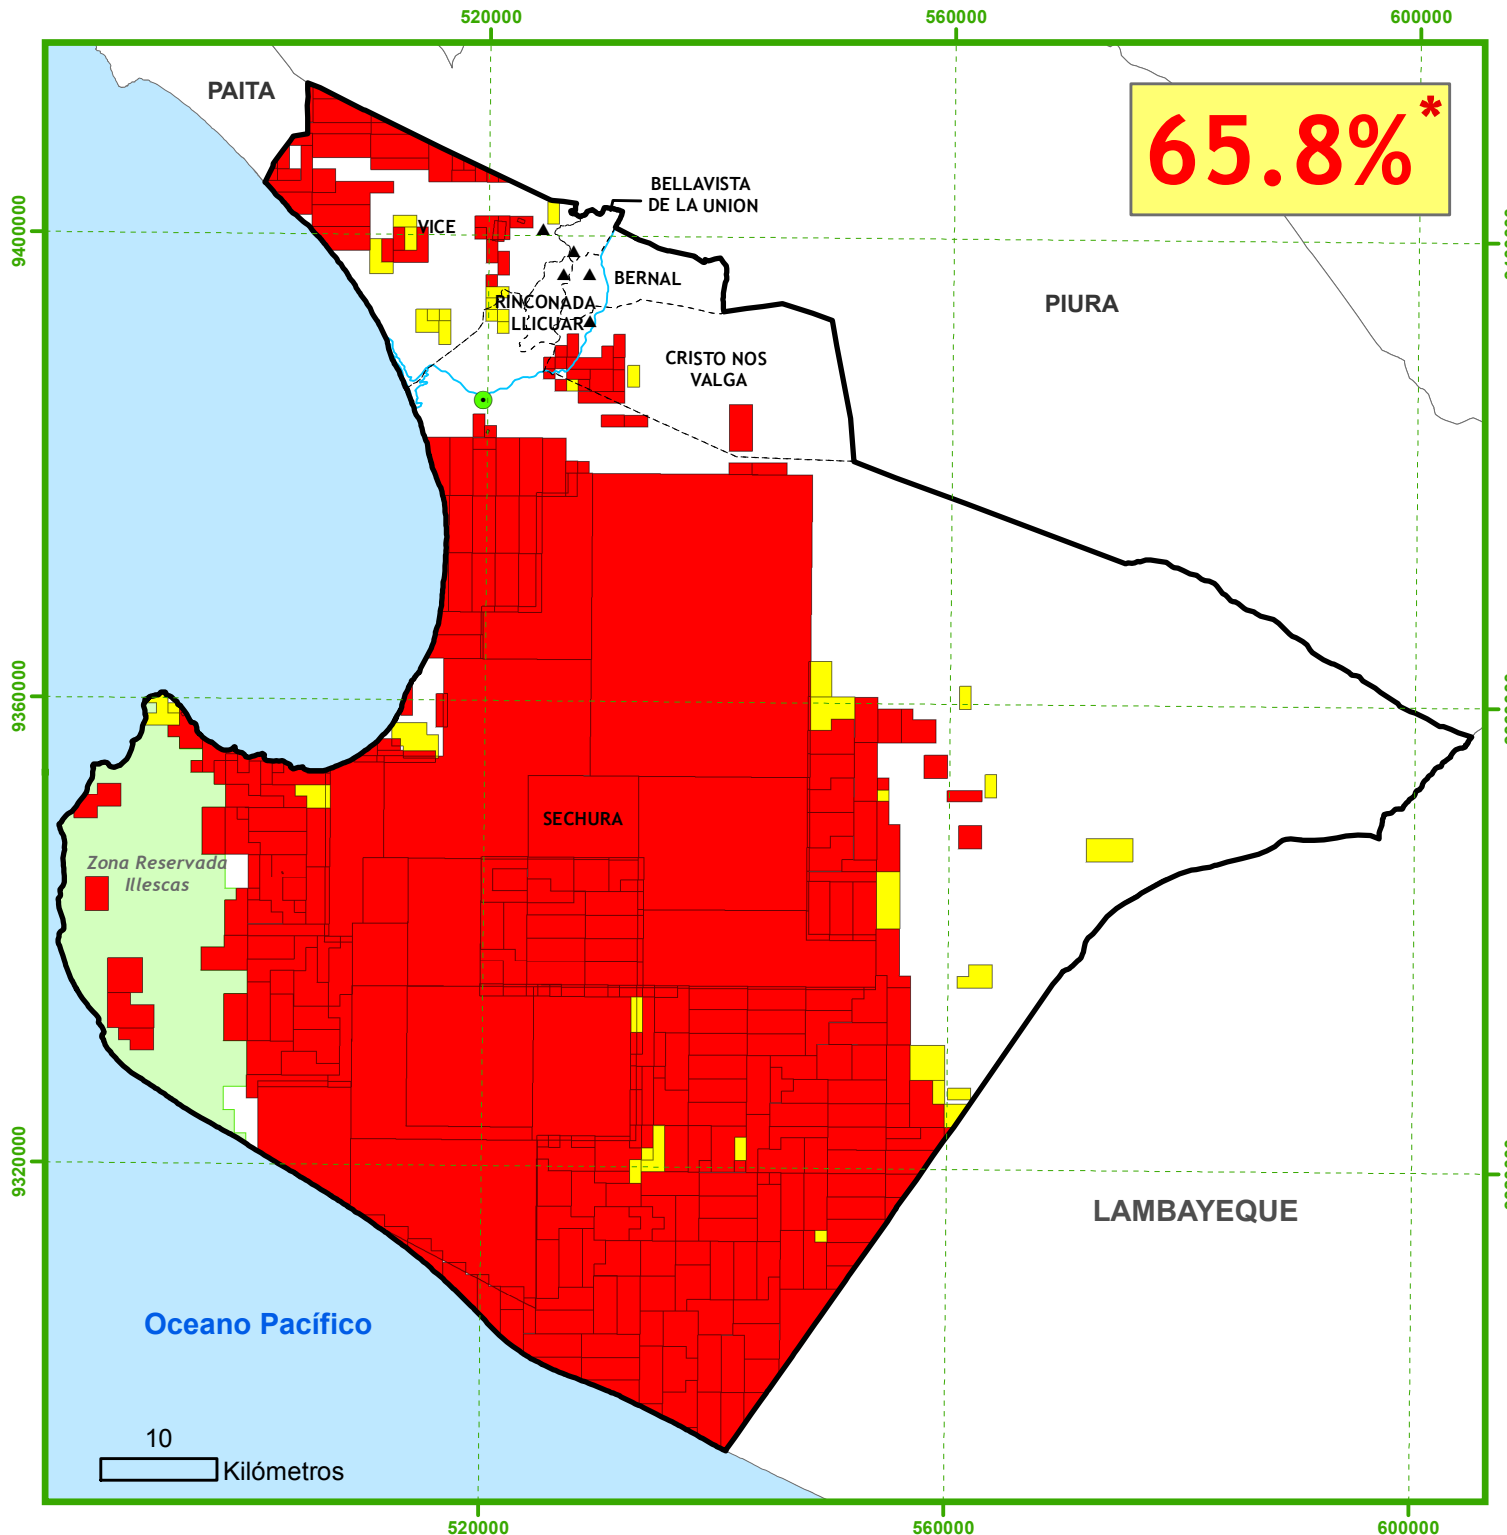 520000
560000
600000
PAITA
65.8%*
BELLAVISTA
DE LA UNION
VICE
9400000
BERNAL
RINCONADA
LLICUAR
PIURA
CRISTO NOS
VALGA
9360000
SECHURA
Zona Reservada
Illescas
9320000
LAMBAYEQUE
Oceano Pacífico
10
Kilómetros
520000
560000
600000